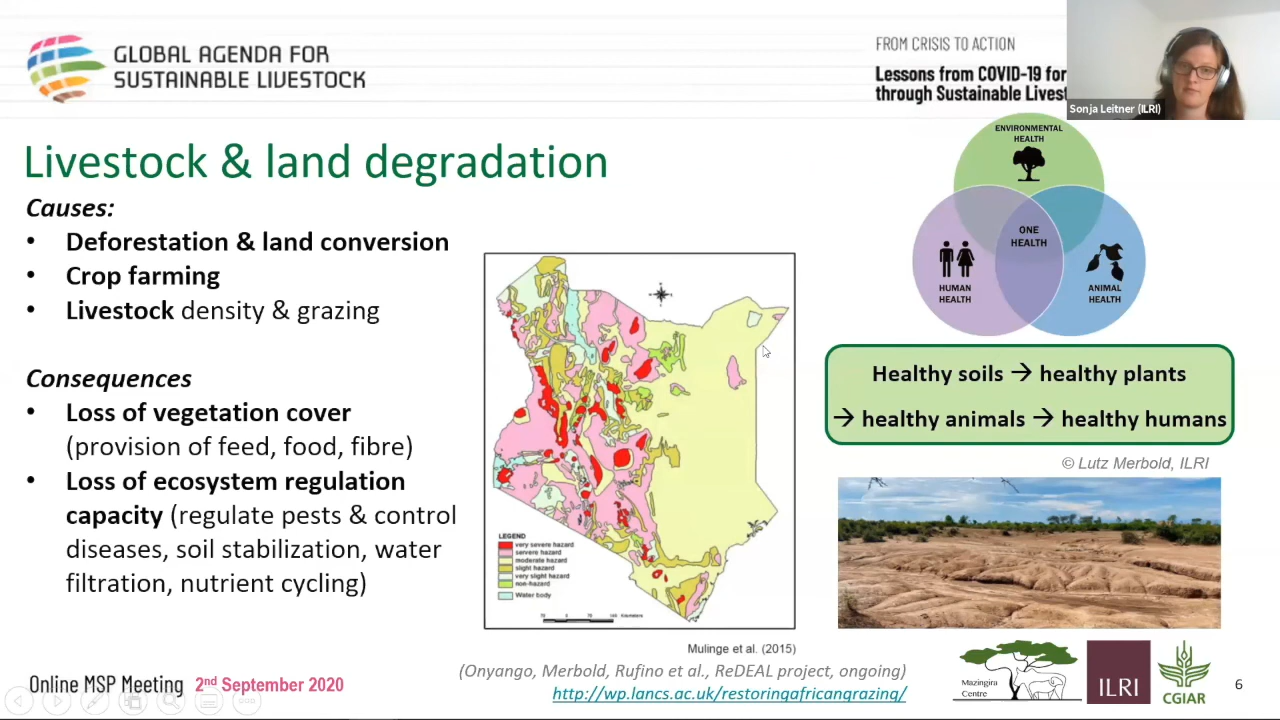 GLOBAL AGENDA FOR
SUSTAINABLE LIVESTOCK
FROM CRISIS TO ACTION
Lessons from COVID-19 for
through Sustainable Livest
Sonja Leitner (ILRI)
Livestock & land degradation
Causes:
• Deforestation & land conversion
• Crop farming
• Livestock density & grazing
Consequences
• Loss of vegetation cover
(provision of feed, food, fibre)
• Loss of ecosystem regulation
capacity (regulate pests & control
diseases, soil stabilization, water
filtration, nutrient cycling)
LEGEND
very severe hazard
servere hazard
moderate hazard
slight hazard
very slight hazard
non-hazard
Water body
Kilometers
Mulinge et al. (2015)
(Onyango, Merbold, Rufino et al., ReDEAL project, ongoing)
http://wp.lancs.ac.uk/restoringafricangrazing/
ENVIRONMENTAL
HEALTH
ONE
HEALTH
HUMAN
HEALTH
ANIMAL
HEALTH
Healthy soils → healthy plants
→ healthy animals → healthy humans
© Lutz Merbold, ILRI
Online MSP Meeting 2nd September 2020
Mazingira
Centre
ILRI
CGIAR
6